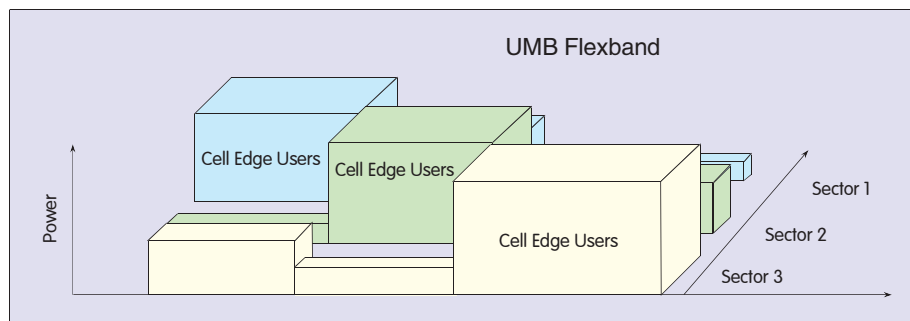 UMB Flexband
Cell Edge Users
Cell Edge Users
Cell Edge Users
Power
Sector 1
Sector 2
Sector 3